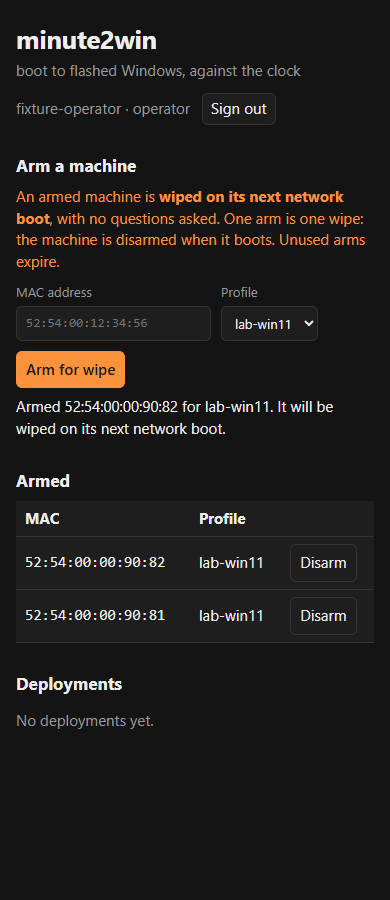 minute2win
boot to flashed Windows, against the clock
fixture-operator · operator Sign out
Arm a machine
An armed machine is wiped on its next network
boot, with no questions asked. One arm is one wipe:
the machine is disarmed when it boots. Unused arms
expire.
MAC address Profile
52:54:00:12:34:56 lab-win11
Arm for wipe
Armed 52:54:00:00:90:82 for lab-win11. It will be
wiped on its next network boot.
Armed
MAC Profile
52:54:00:00:90:82 lab-win11 Disarm
52:54:00:00:90:81 lab-win11 Disarm
Deployments
No deployments yet.